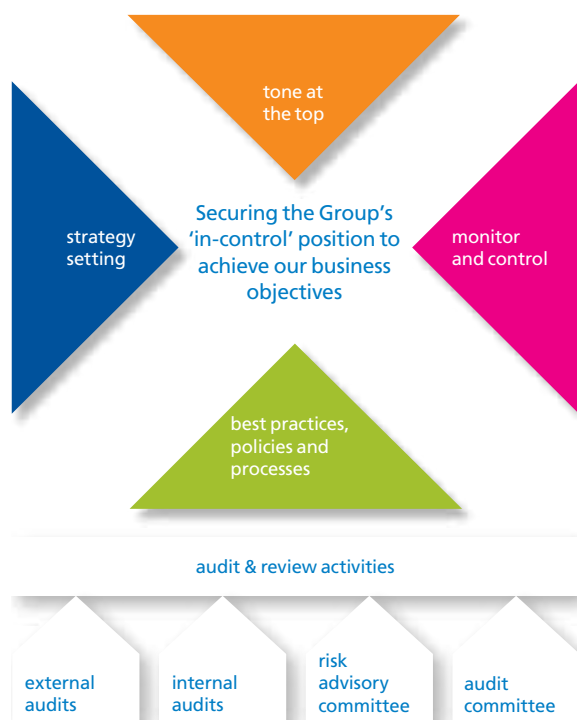 tone at
the top
strategy
setting
Securing the Group’s
‘in-control’ position to
achieve our business
objectives
monitor
and control
best practices,
policies and
processes
audit & review activities
external
audits
internal
audits
risk
advisory
committee
audit
committee